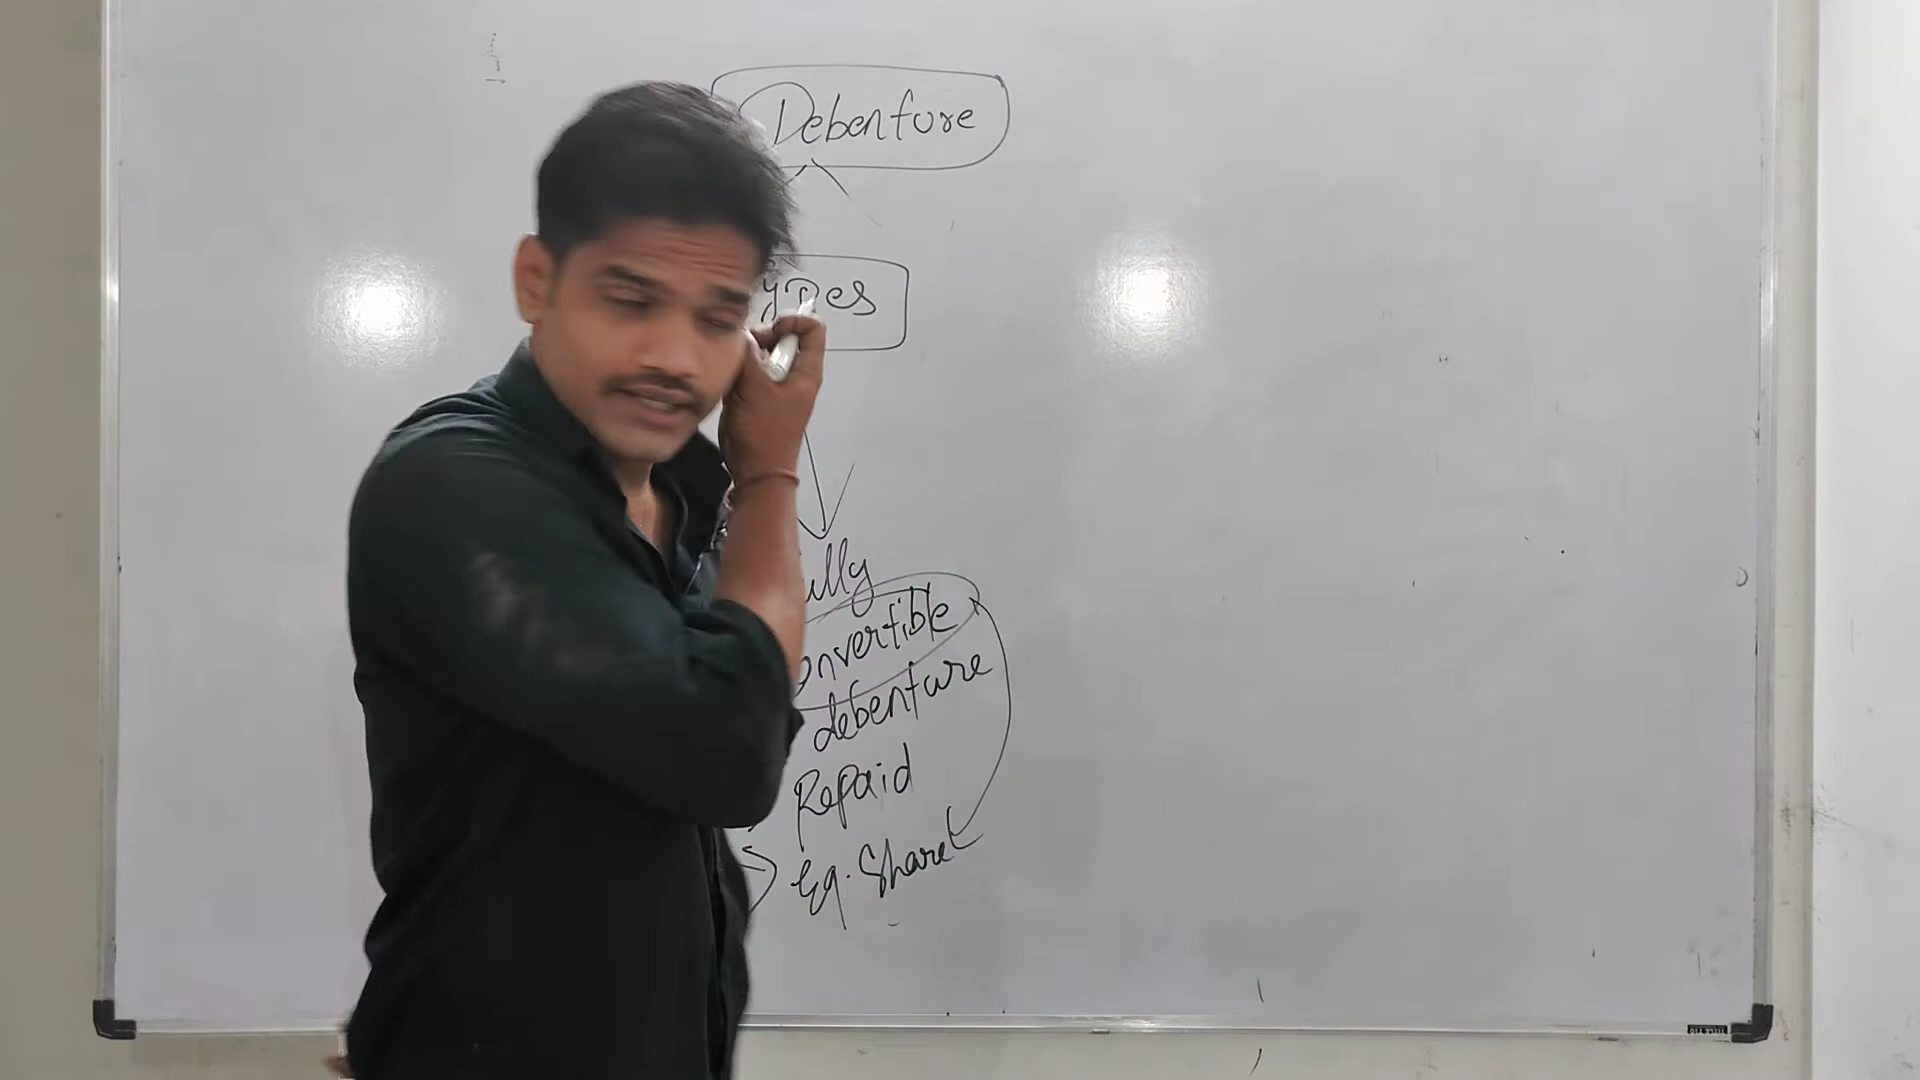 Debenture
ypes
ully
onvertible
debenture
Repaid
Eq. Share